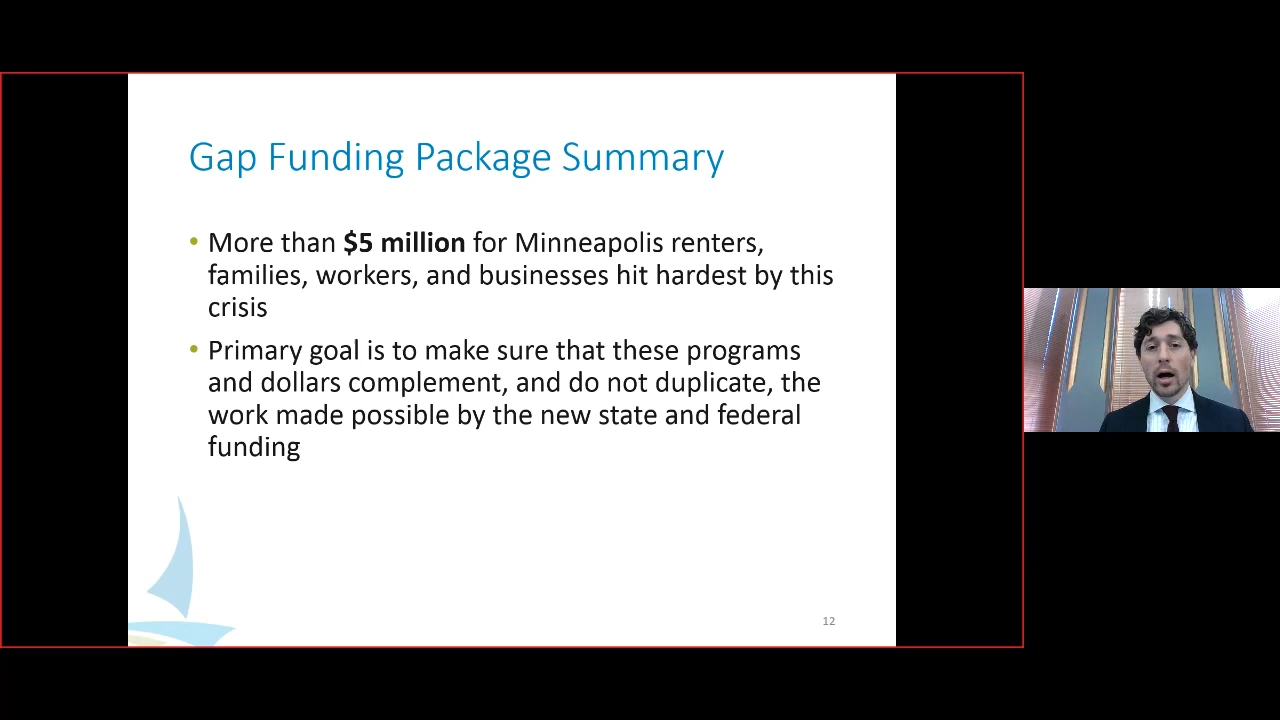 Gap Funding Package Summary
• More than $5 million for Minneapolis renters,
families, workers, and businesses hit hardest by this
crisis
• Primary goal is to make sure that these programs
and dollars complement, and do not duplicate, the
work made possible by the new state and federal
funding
12